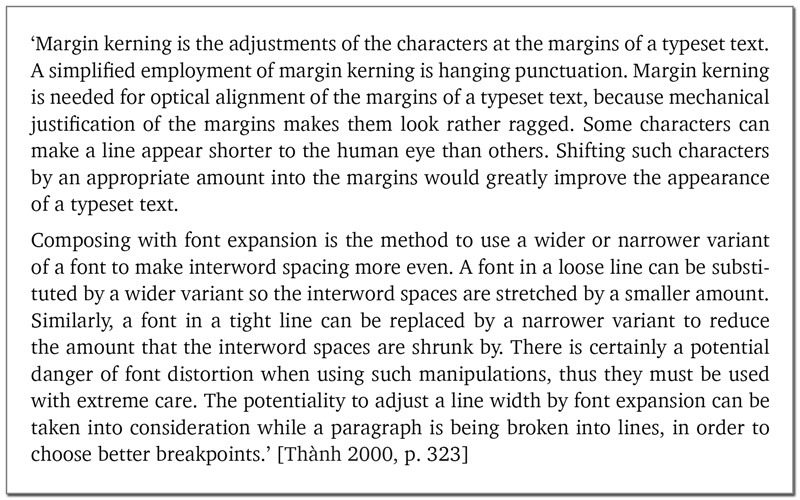 ‘Margin kerning is the adjustments of the characters at the margins of a typeset text.
A simplified employment of margin kerning is hanging punctuation. Margin kerning
is needed for optical alignment of the margins of a typeset text, because mechanical
justification of the margins makes them look rather ragged. Some characters can
make a line appear shorter to the human eye than others. Shifting such characters
by an appropriate amount into the margins would greatly improve the appearance
of a typeset text.
Composing with font expansion is the method to use a wider or narrower variant
of a font to make interword spacing more even. A font in a loose line can be substi-
tuted by a wider variant so the interword spaces are stretched by a smaller amount.
Similarly, a font in a tight line can be replaced by a narrower variant to reduce
the amount that the interword spaces are shrunk by. There is certainly a potential
danger of font distortion when using such manipulations, thus they must be used
with extreme care. The potentiality to adjust a line width by font expansion can be
taken into consideration while a paragraph is being broken into lines, in order to
choose better breakpoints.’ [Thành 2000, p. 323]